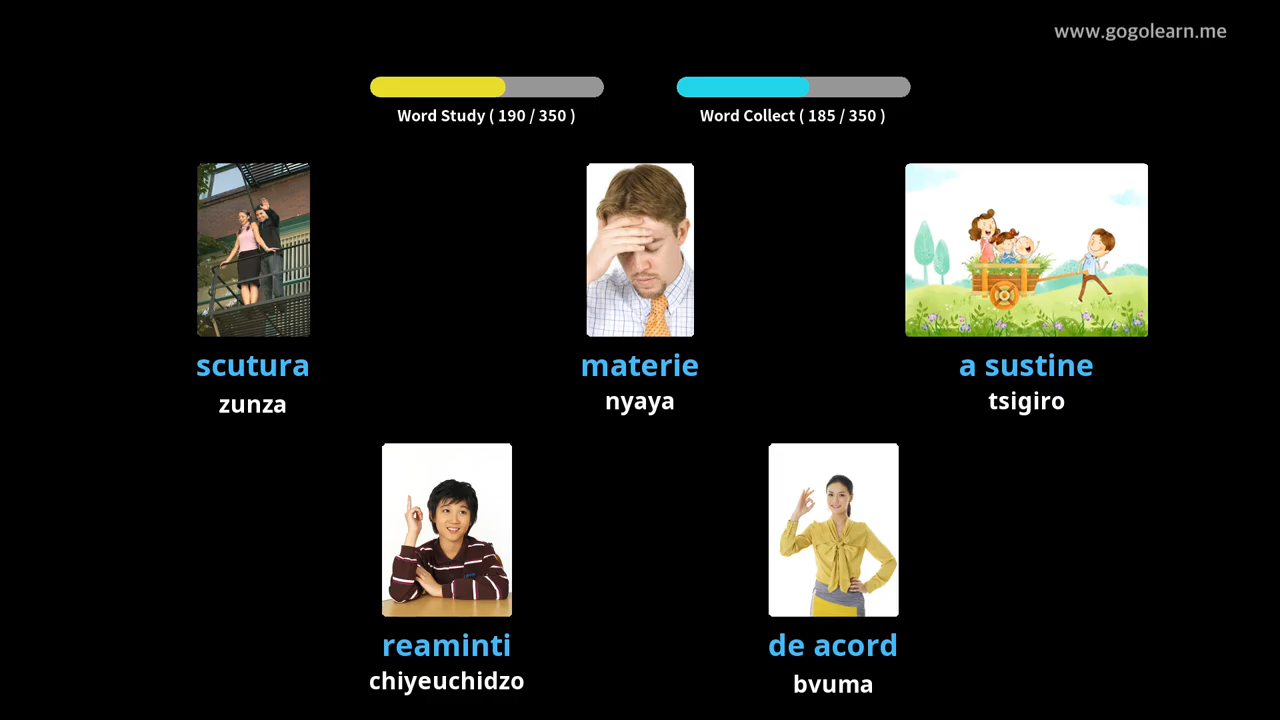 www.gogolearn.me
Word Study ( 190 / 350 )
Word Collect ( 185 / 350 )
scutura
zunza
materie
nyaya
a sustine
tsigiro
reaminti
chiyeuchidzo
de acord
bvuma